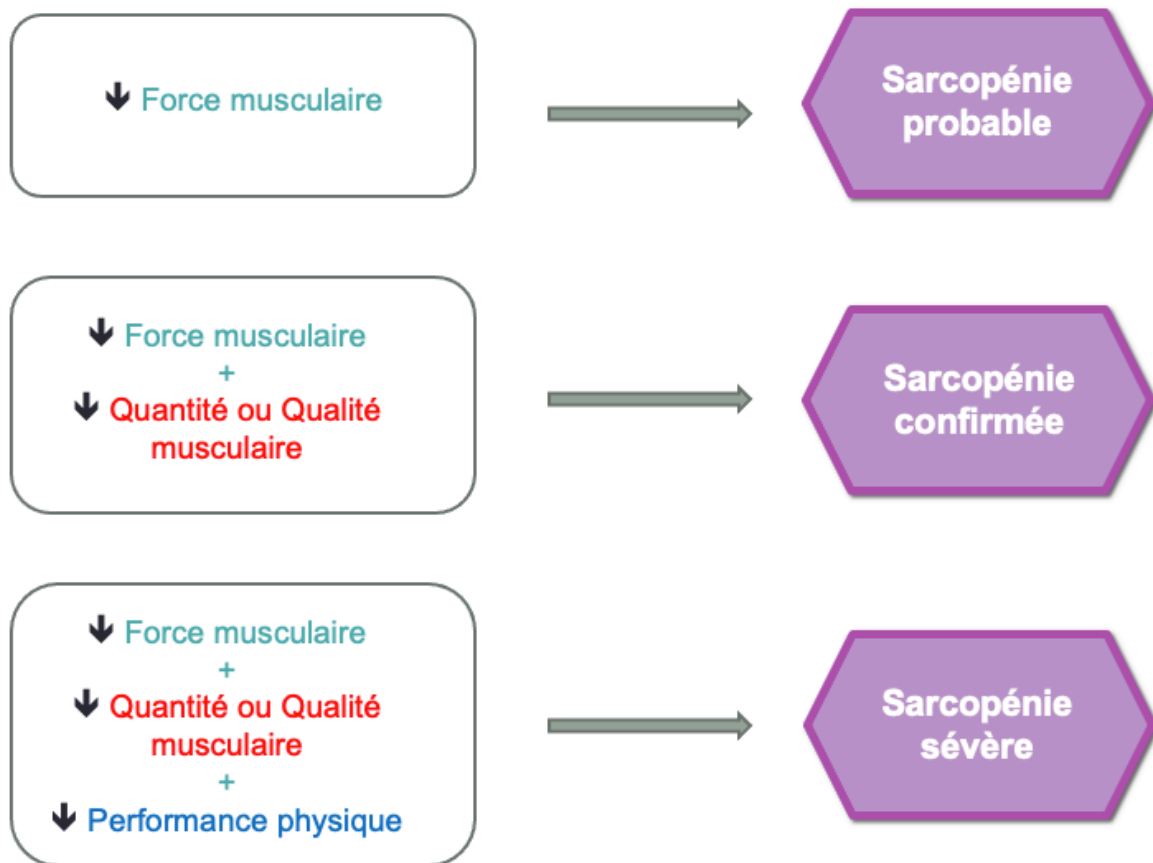 ↓ Force musculaire
Sarcopénie
probable
↓ Force musculaire
+
↓ Quantité ou Qualité
musculaire
Sarcopénie
confirmée
↓ Force musculaire
+
↓ Quantité ou Qualité
musculaire
+
↓ Performance physique
Sarcopénie
sévère